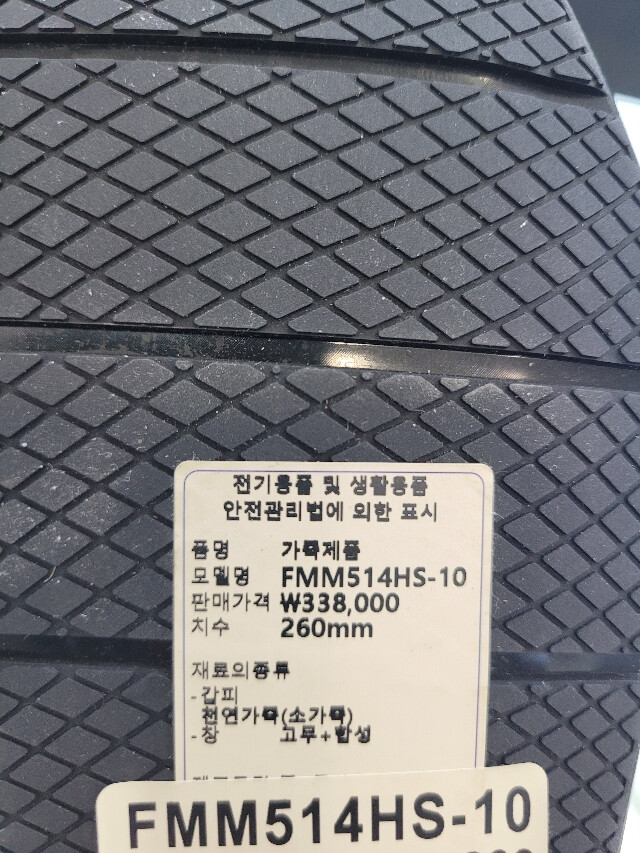 전기용품 및 생활용품
안전관리법에 의한 표시
품명 가죽제품
모델명 FMM514HS-10
판매가격 ₩338,000
치수 260mm
재료의종류
-갑피
천연가죽(소가죽)
-창 고무+합성
FMM514HS-10